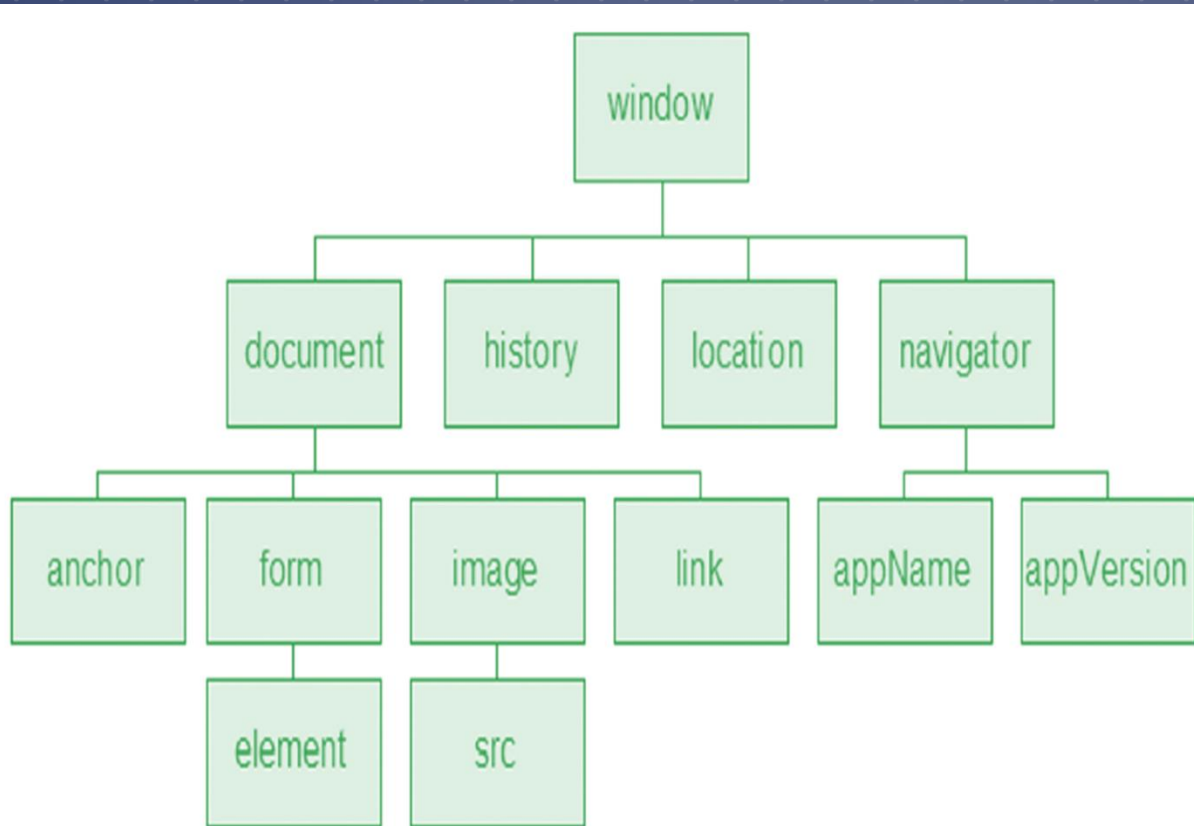 window
document
history
location
navigator
anchor
form
image
link
appName
appVersion
element
src